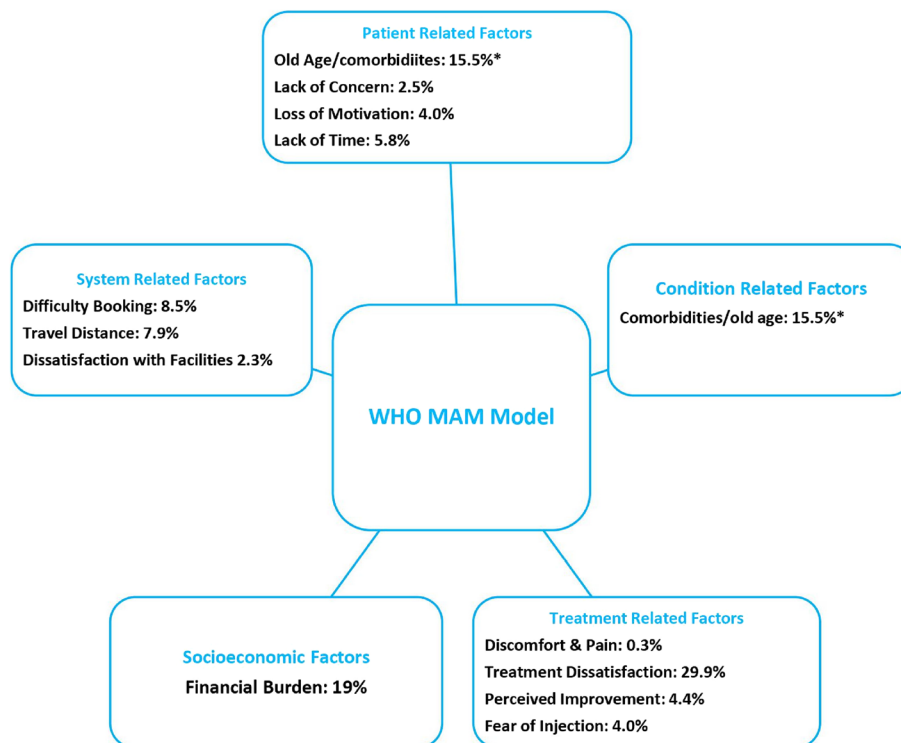 Patient Related Factors
Old Age/comorbidiites: 15.5%*
Lack of Concern: 2.5%
Loss of Motivation: 4.0%
Lack of Time: 5.8%
System Related Factors
Difficulty Booking: 8.5%
Travel Distance: 7.9%
Dissatisfaction with Facilities 2.3%
Condition Related Factors
Comorbidities/old age: 15.5%*
WHO MAM Model
Socioeconomic Factors
Financial Burden: 19%
Treatment Related Factors
Discomfort & Pain: 0.3%
Treatment Dissatisfaction: 29.9%
Perceived Improvement: 4.4%
Fear of Injection: 4.0%